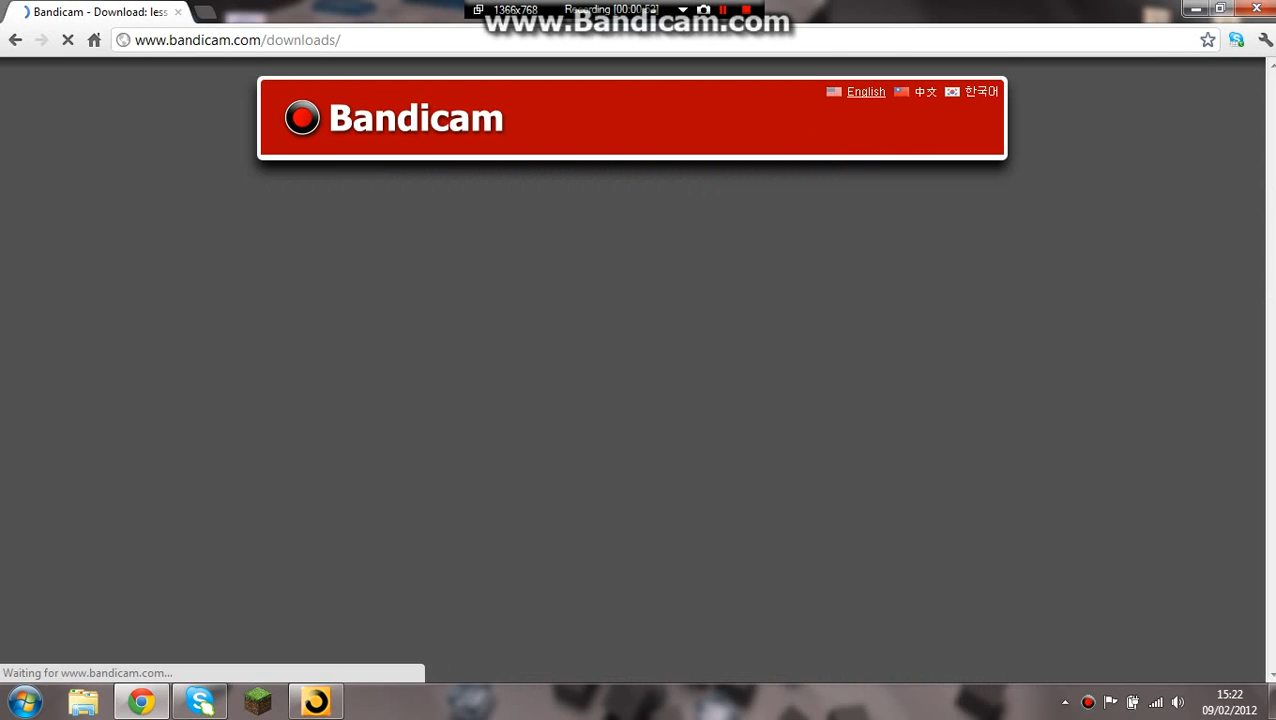 Bandicam - Download: less
1366x768
www.Bandicam.com
www.bandicam.com/downloads/
English 中文 한국어
Bandicam
Waiting for www.bandicam.com...
15:22
09/02/2012